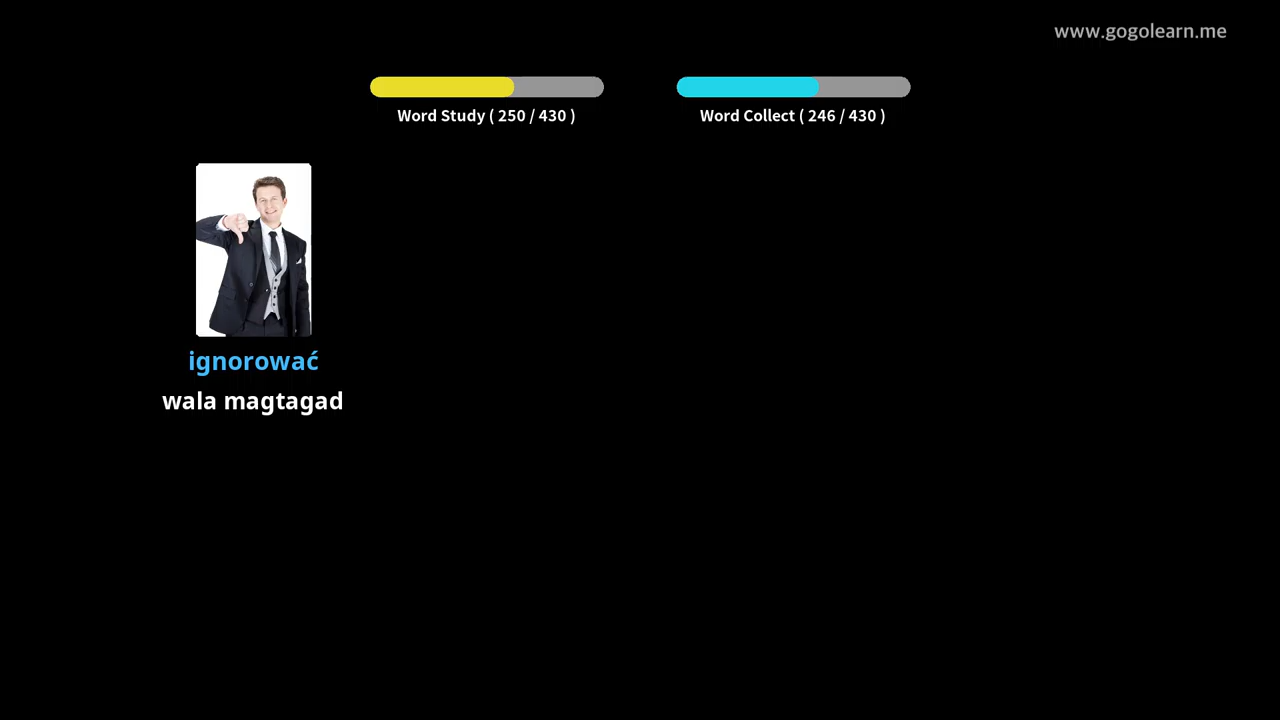 www.gogolearn.me
Word Study ( 250 / 430 )
Word Collect ( 246 / 430 )
ignorować
wala magtagad